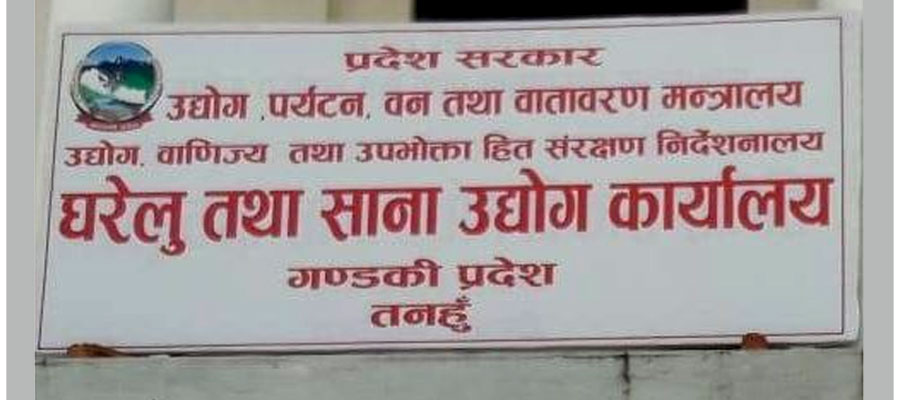 प्रदेश सरकार
उद्योग ,पर्यटन, वन तथा वातावरण मन्त्रालय
उद्योग, वाणिज्य तथा उपभोक्ता हित संरक्षण निर्देशनालय
घरेलु तथा साना उद्योग कार्यालय
गण्डकी प्रदेश
तनहुँ